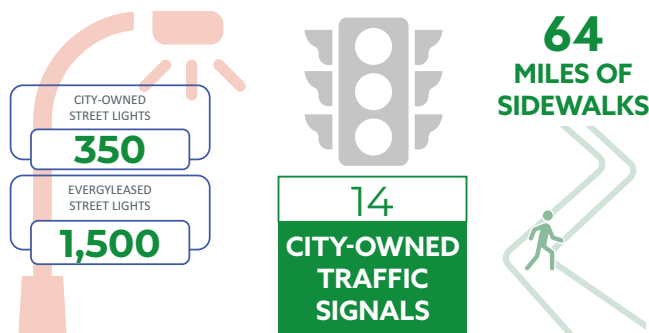 CITY-OWNED
STREET LIGHTS
350
EVERGYLEASED
STREET LIGHTS
1,500
14
CITY-OWNED
TRAFFIC
SIGNALS
64
MILES OF
SIDEWALKS